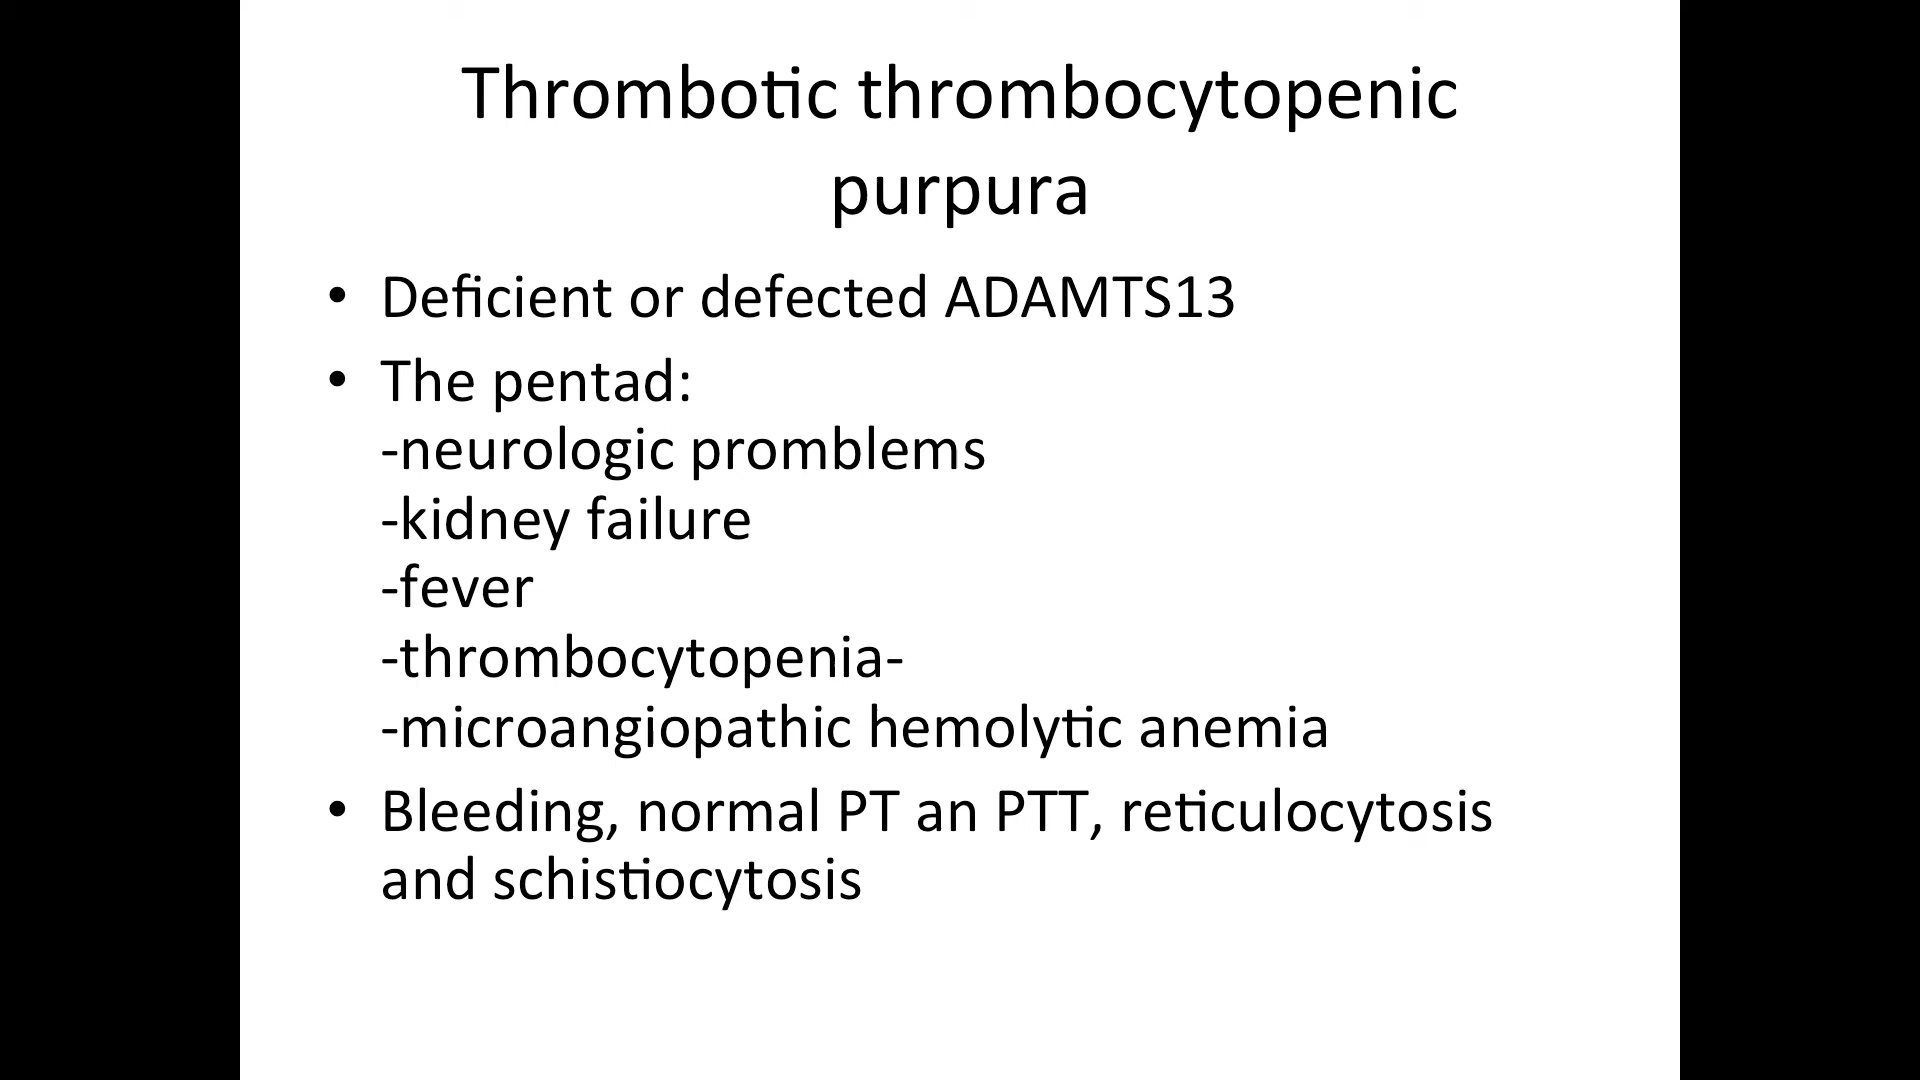 Thrombotic thrombocytopenic
purpura
• Deficient or defected ADAMTS13
• The pentad:
-neurologic promblems
-kidney failure
-fever
-thrombocytopenia-
-microangiopathic hemolytic anemia
• Bleeding, normal PT an PTT, reticulocytosis
and schistiocytosis